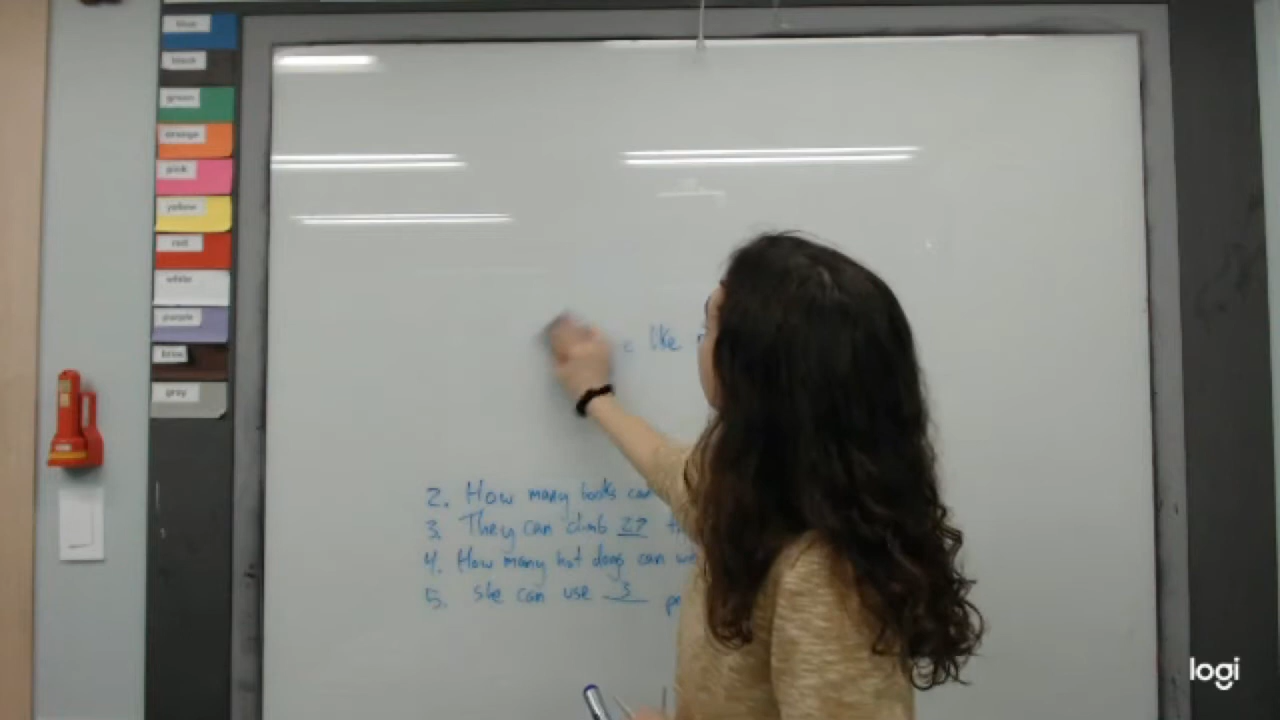 blue
black
green
orange
pink
yellow
red
white
purple
gray
like
2. How many books can
3. They can climb 27
4. How many hot dogs can
5. she can use 3
logi